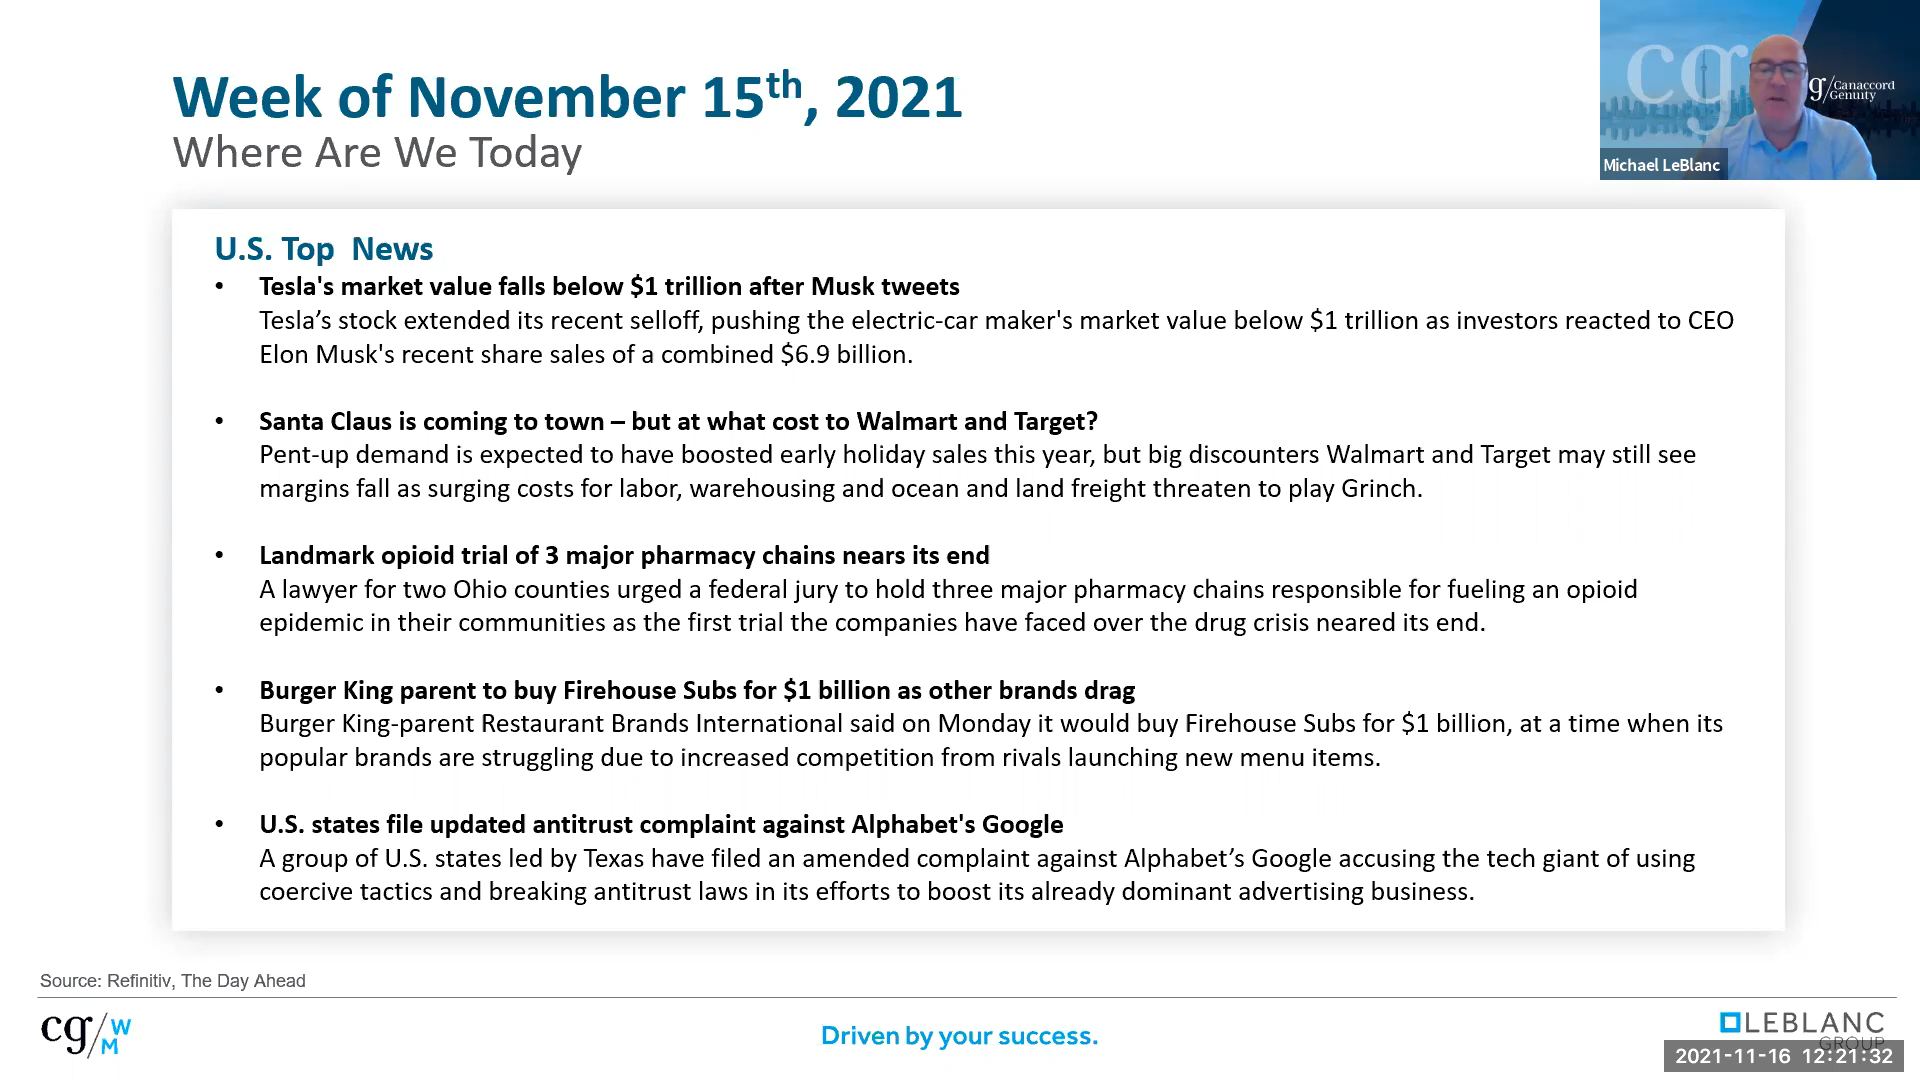 Week of November 15th, 2021
Where Are We Today
cg
g/Canaccord
Genuity
Michael LeBlanc
U.S. Top  News
• Tesla's market value falls below $1 trillion after Musk tweets
Tesla’s stock extended its recent selloff, pushing the electric-car maker's market value below $1 trillion as investors reacted to CEO
Elon Musk's recent share sales of a combined $6.9 billion.
• Santa Claus is coming to town – but at what cost to Walmart and Target?
Pent-up demand is expected to have boosted early holiday sales this year, but big discounters Walmart and Target may still see
margins fall as surging costs for labor, warehousing and ocean and land freight threaten to play Grinch.
• Landmark opioid trial of 3 major pharmacy chains nears its end
A lawyer for two Ohio counties urged a federal jury to hold three major pharmacy chains responsible for fueling an opioid
epidemic in their communities as the first trial the companies have faced over the drug crisis neared its end.
• Burger King parent to buy Firehouse Subs for $1 billion as other brands drag
Burger King-parent Restaurant Brands International said on Monday it would buy Firehouse Subs for $1 billion, at a time when its
popular brands are struggling due to increased competition from rivals launching new menu items.
• U.S. states file updated antitrust complaint against Alphabet's Google
A group of U.S. states led by Texas have filed an amended complaint against Alphabet’s Google accusing the tech giant of using
coercive tactics and breaking antitrust laws in its efforts to boost its already dominant advertising business.
Source: Refinitiv, The Day Ahead
cg/WM
Driven by your success.
LEBLANC
GROUP
2021-11-16 12:21:32